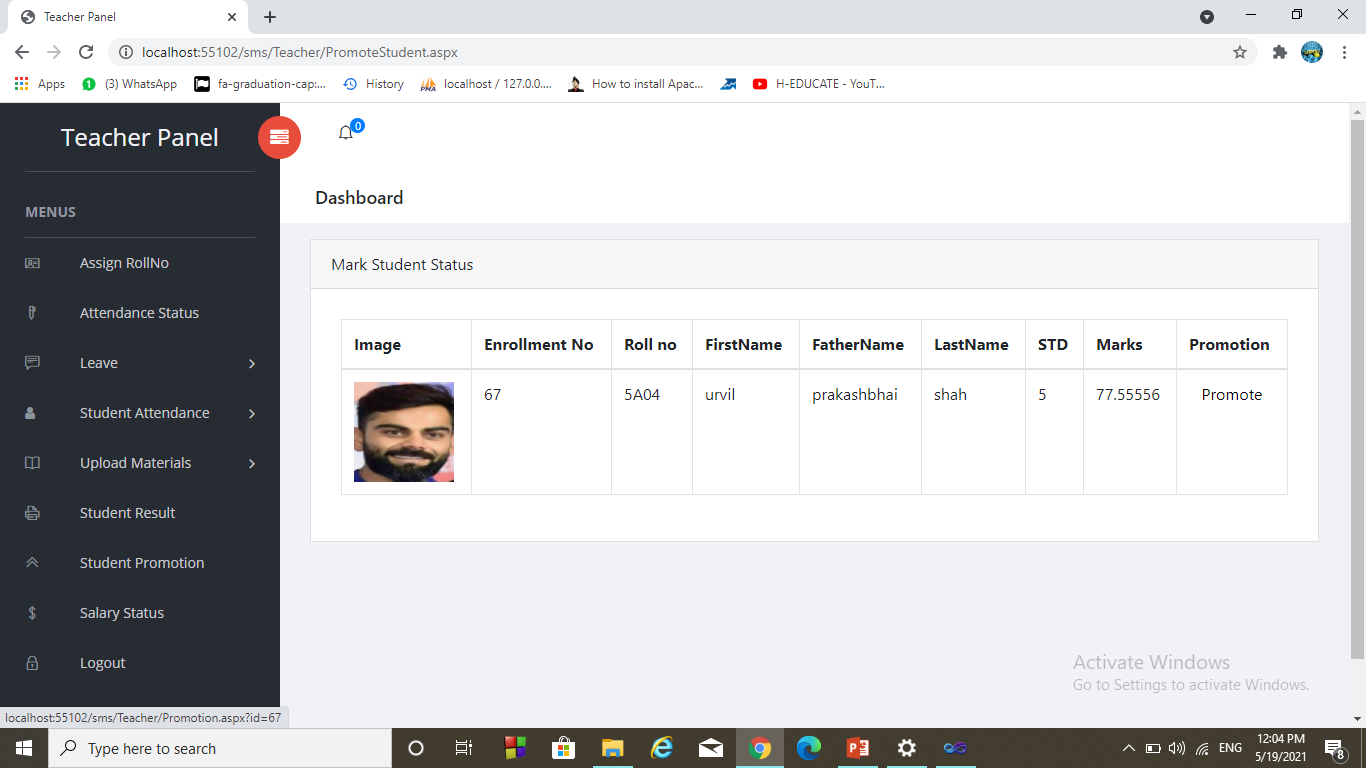 Teacher Panel
localhost:55102/sms/Teacher/PromoteStudent.aspx
Apps (3) WhatsApp fa-graduation-cap:... History localhost / 127.0.0.... How to install Apac... H-EDUCATE - YouT...
Teacher Panel
0
Dashboard
MENUS
Assign RollNo
Attendance Status
Leave
Student Attendance
Upload Materials
Student Result
Student Promotion
Salary Status
Logout
Mark Student Status
Image Enrollment No Roll no FirstName FatherName LastName STD Marks Promotion
67 5A04 urvil prakashbhai shah 5 77.55556 Promote
Activate Windows
Go to Settings to activate Windows.
localhost:55102/sms/Teacher/Promotion.aspx?id=67
Type here to search
ENG
12:04 PM
5/19/2021
8